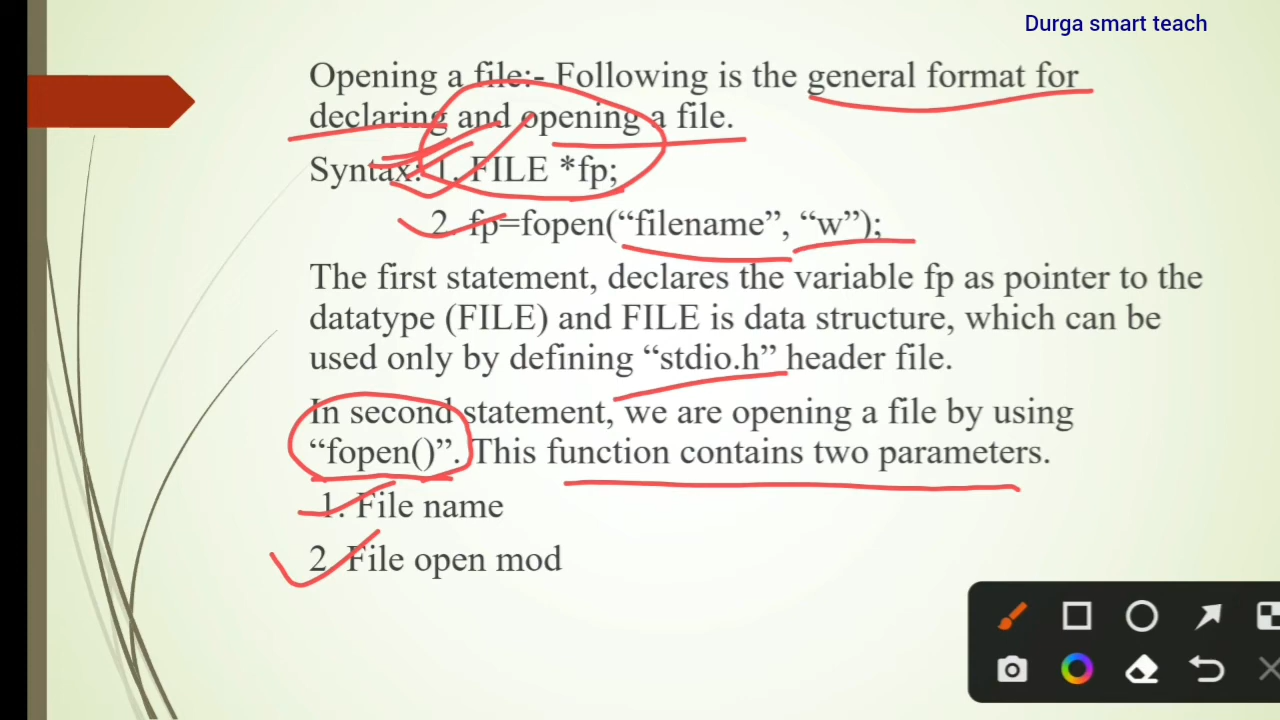 Durga smart teach
Opening a file:- Following is the general format for
declaring and opening a file.
Syntax: 1. FILE *fp;
2. fp=fopen(“filename”, “w”);
The first statement, declares the variable fp as pointer to the
datatype (FILE) and FILE is data structure, which can be
used only by defining “stdio.h” header file.
In second statement, we are opening a file by using
“fopen()”. This function contains two parameters.
1. File name
2. File open mod